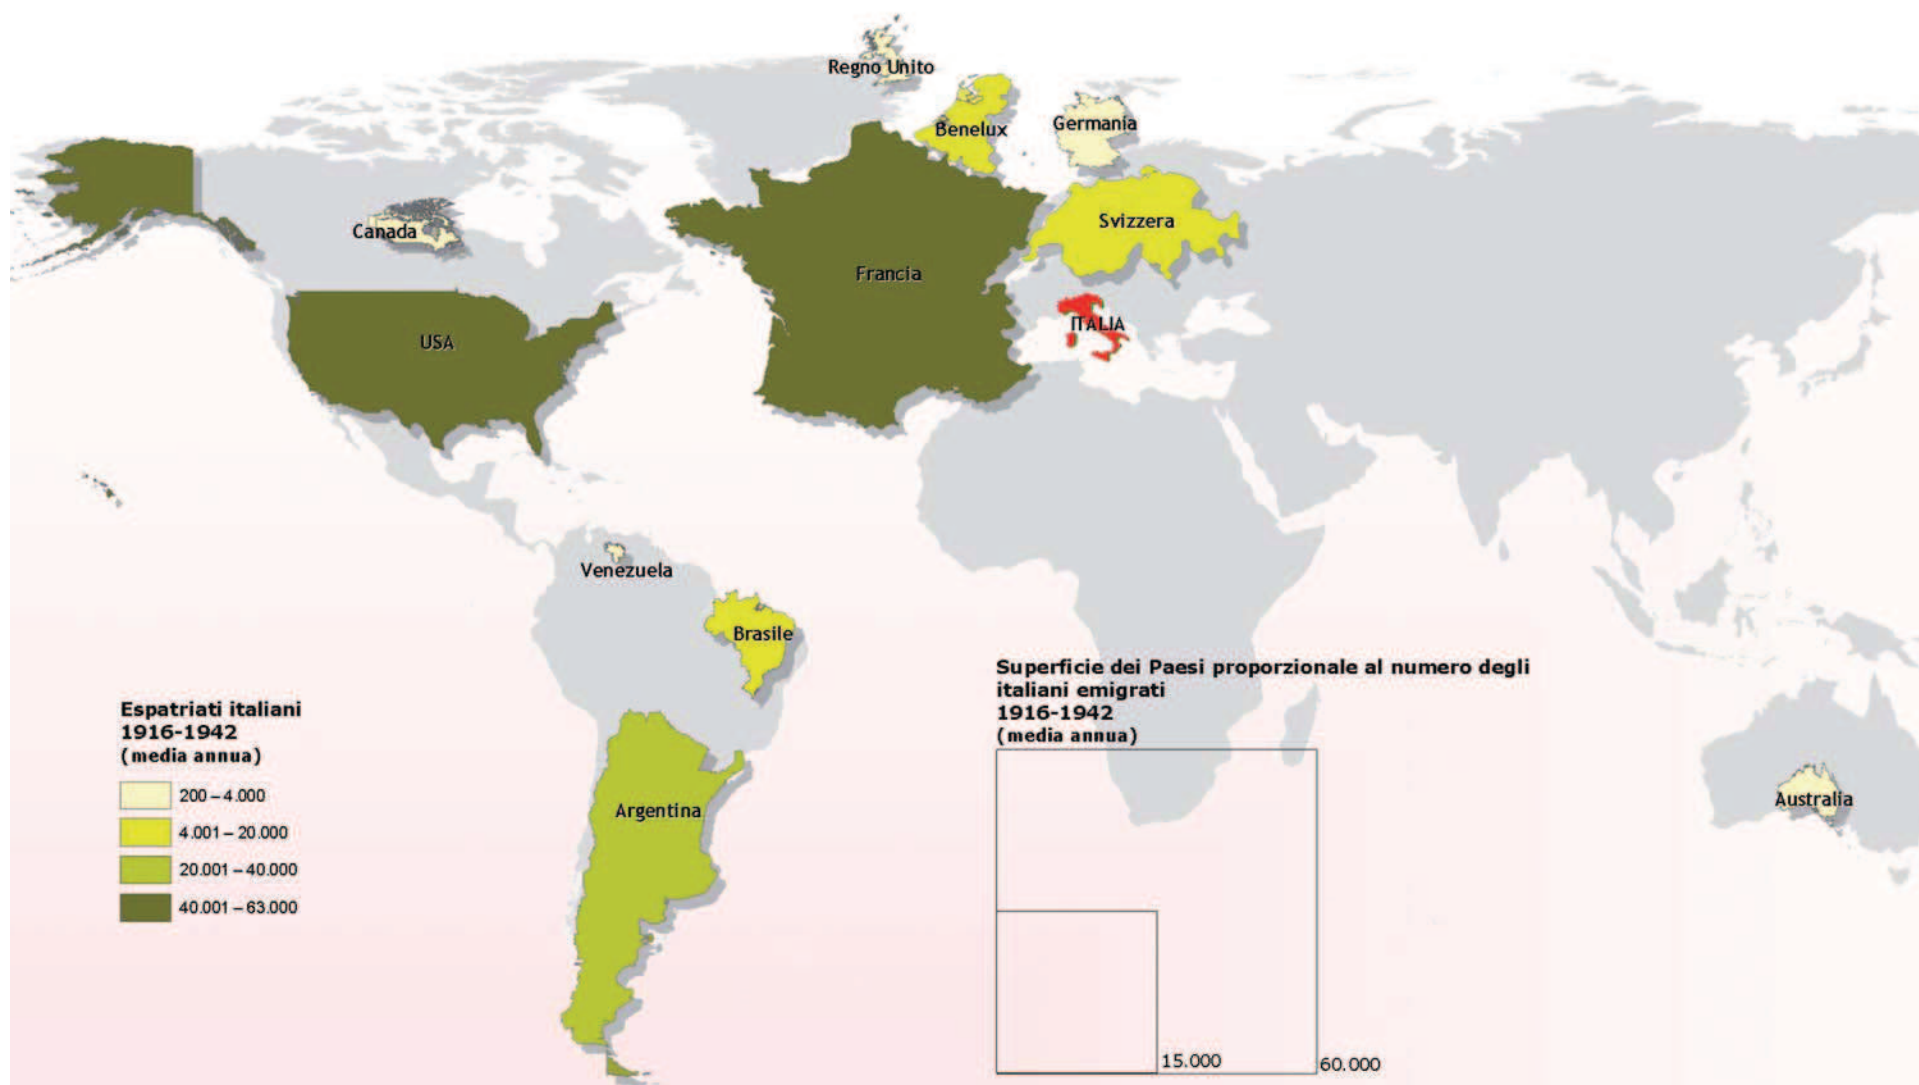 Regno Unito
Benelux
Germania
Canada
Svizzera
Francia
ITALIA
USA
Venezuela
Brasile
Argentina
Australia
Espatriati italiani
1916-1942
(media annua)
200 – 4.000
4.001 – 20.000
20.001 – 40.000
40.001 – 63.000
Superficie dei Paesi proporzionale al numero degli
italiani emigrati
1916-1942
(media annua)
15.000
60.000